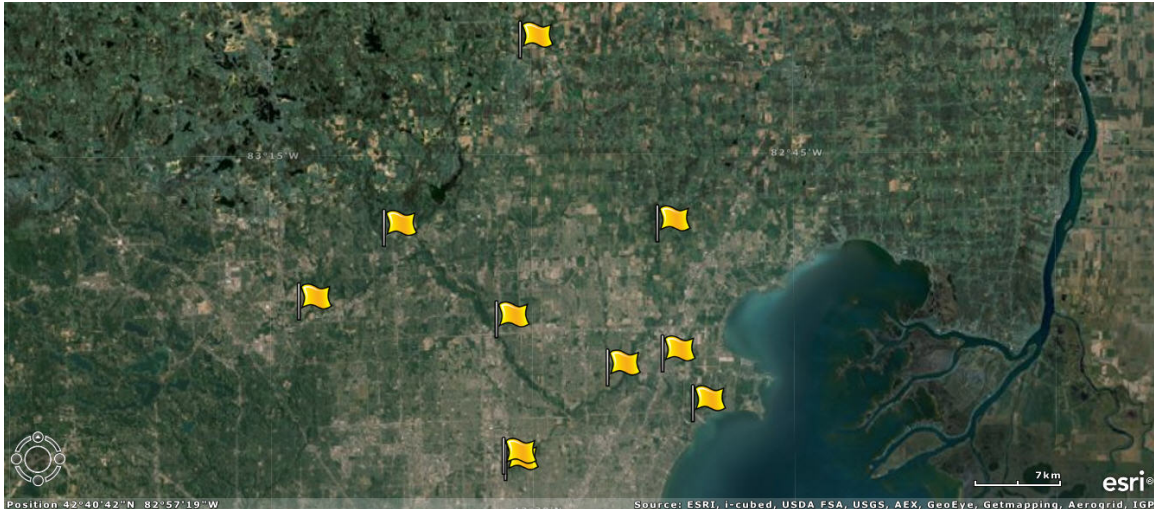 83°15'W
82°45'W
7km
esri®
Position 42°40'42"N 82°57'19"W
Source: ESRI, i-cubed, USDA FSA, USGS, AEX, GeoEye, Getmapping, Aerogrid, IGP